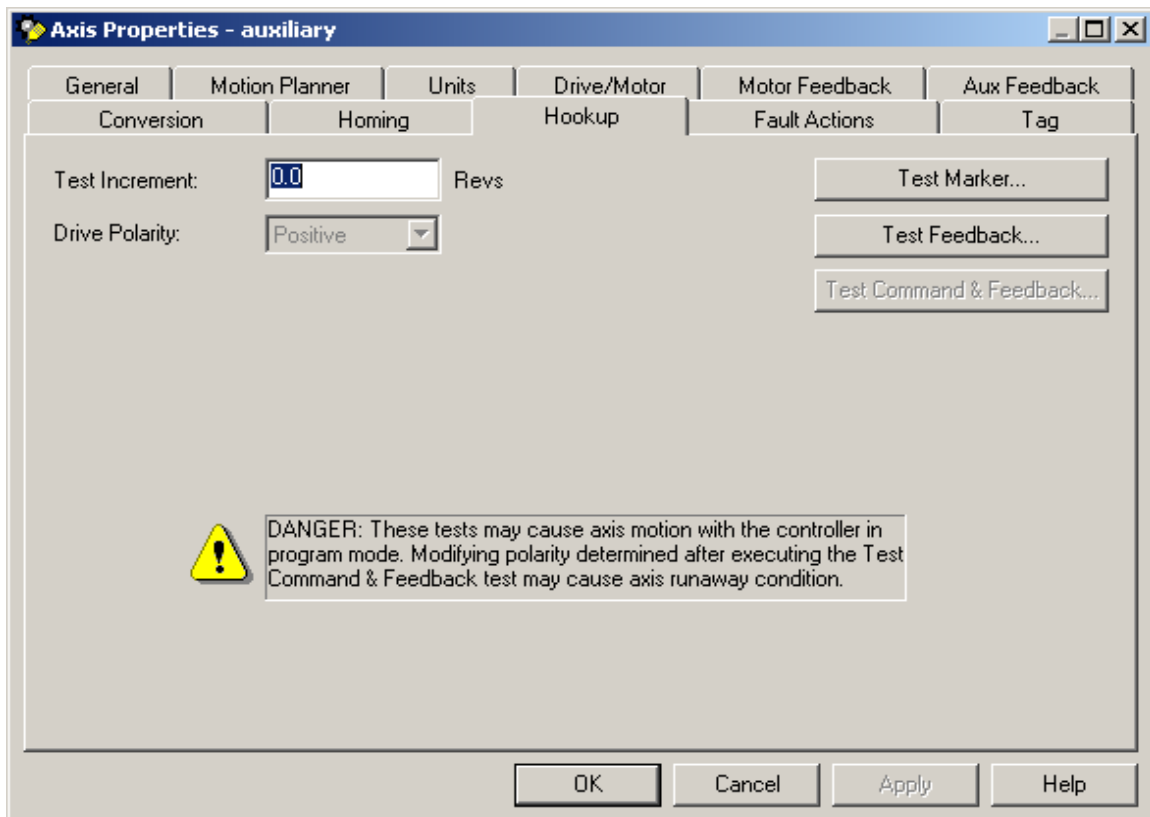 Axis Properties - auxiliary
General Motion Planner Units Drive/Motor Motor Feedback Aux Feedback
Conversion Homing Hookup Fault Actions Tag
Test Increment: 0.0 Revs Test Marker...
Drive Polarity: Positive Test Feedback...
Test Command & Feedback...
DANGER: These tests may cause axis motion with the controller in
program mode. Modifying polarity determined after executing the Test
Command & Feedback test may cause axis runaway condition.
OK Cancel Apply Help